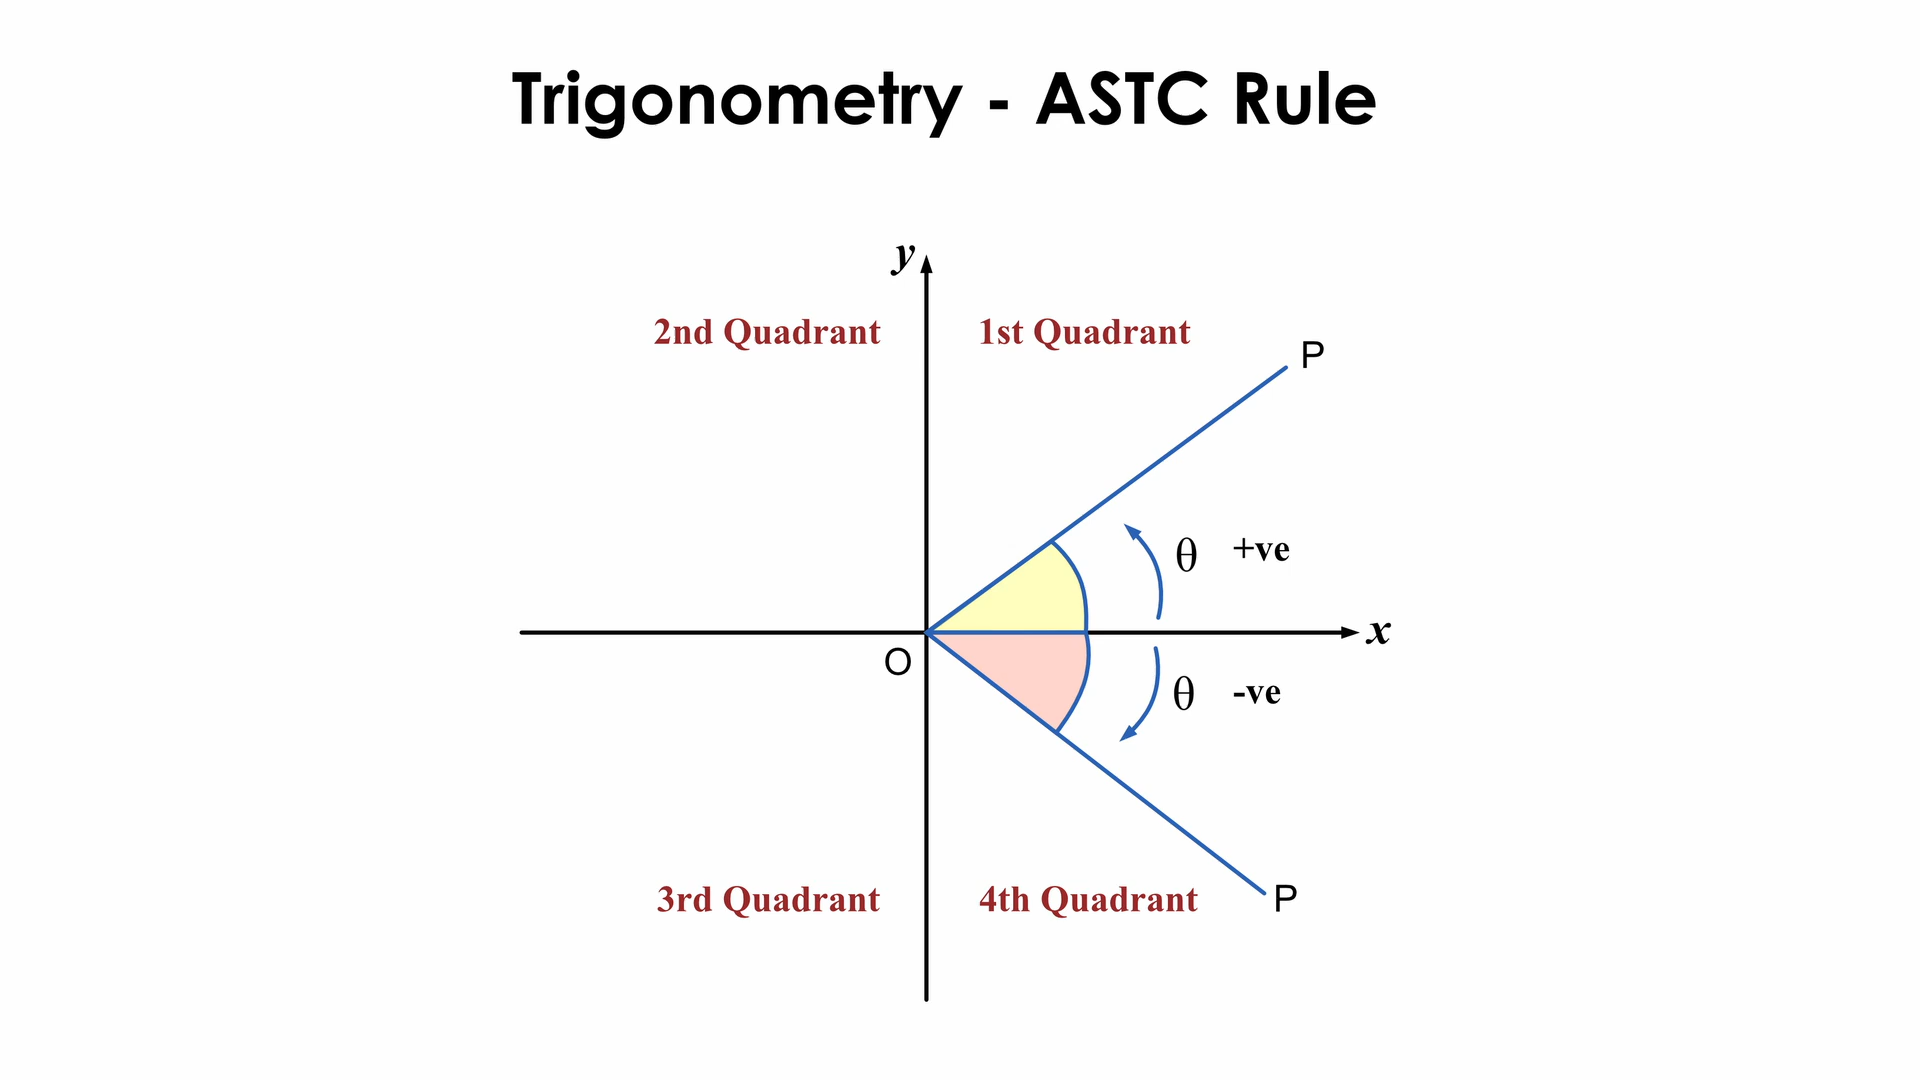 Trigonometry - ASTC Rule
y
2nd Quadrant
1st Quadrant
P
θ +ve
x
O
θ -ve
3rd Quadrant
4th Quadrant
P